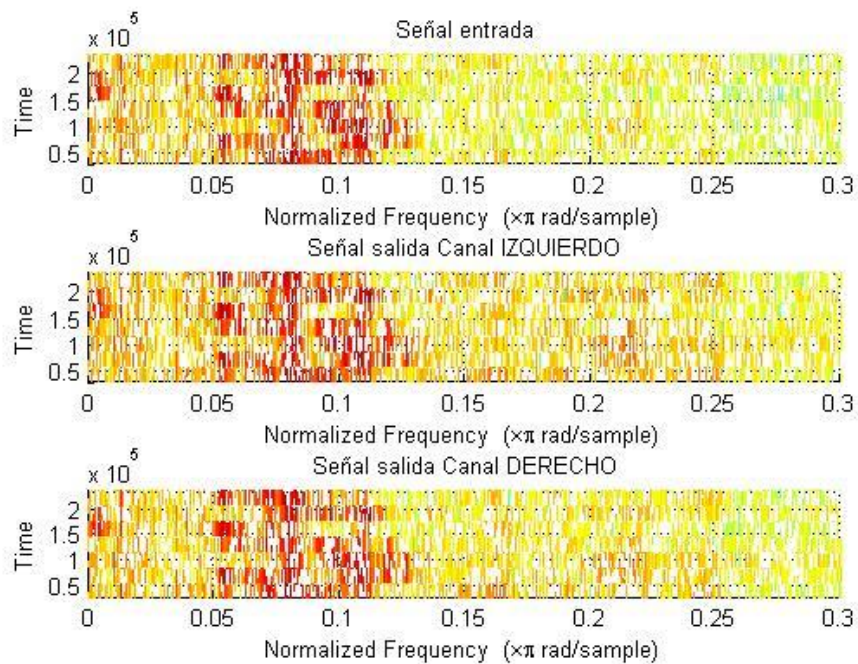 × 10^5
Señal entrada
Time
2
1.5
1
0.5
0 0.05 0.1 0.15 0.2 0.25 0.3
Normalized Frequency (×π rad/sample)
× 10^5
Señal salida Canal IZQUIERDO
Time
2
1.5
1
0.5
0 0.05 0.1 0.15 0.2 0.25 0.3
Normalized Frequency (×π rad/sample)
× 10^5
Señal salida Canal DERECHO
Time
2
1.5
1
0.5
0 0.05 0.1 0.15 0.2 0.25 0.3
Normalized Frequency (×π rad/sample)